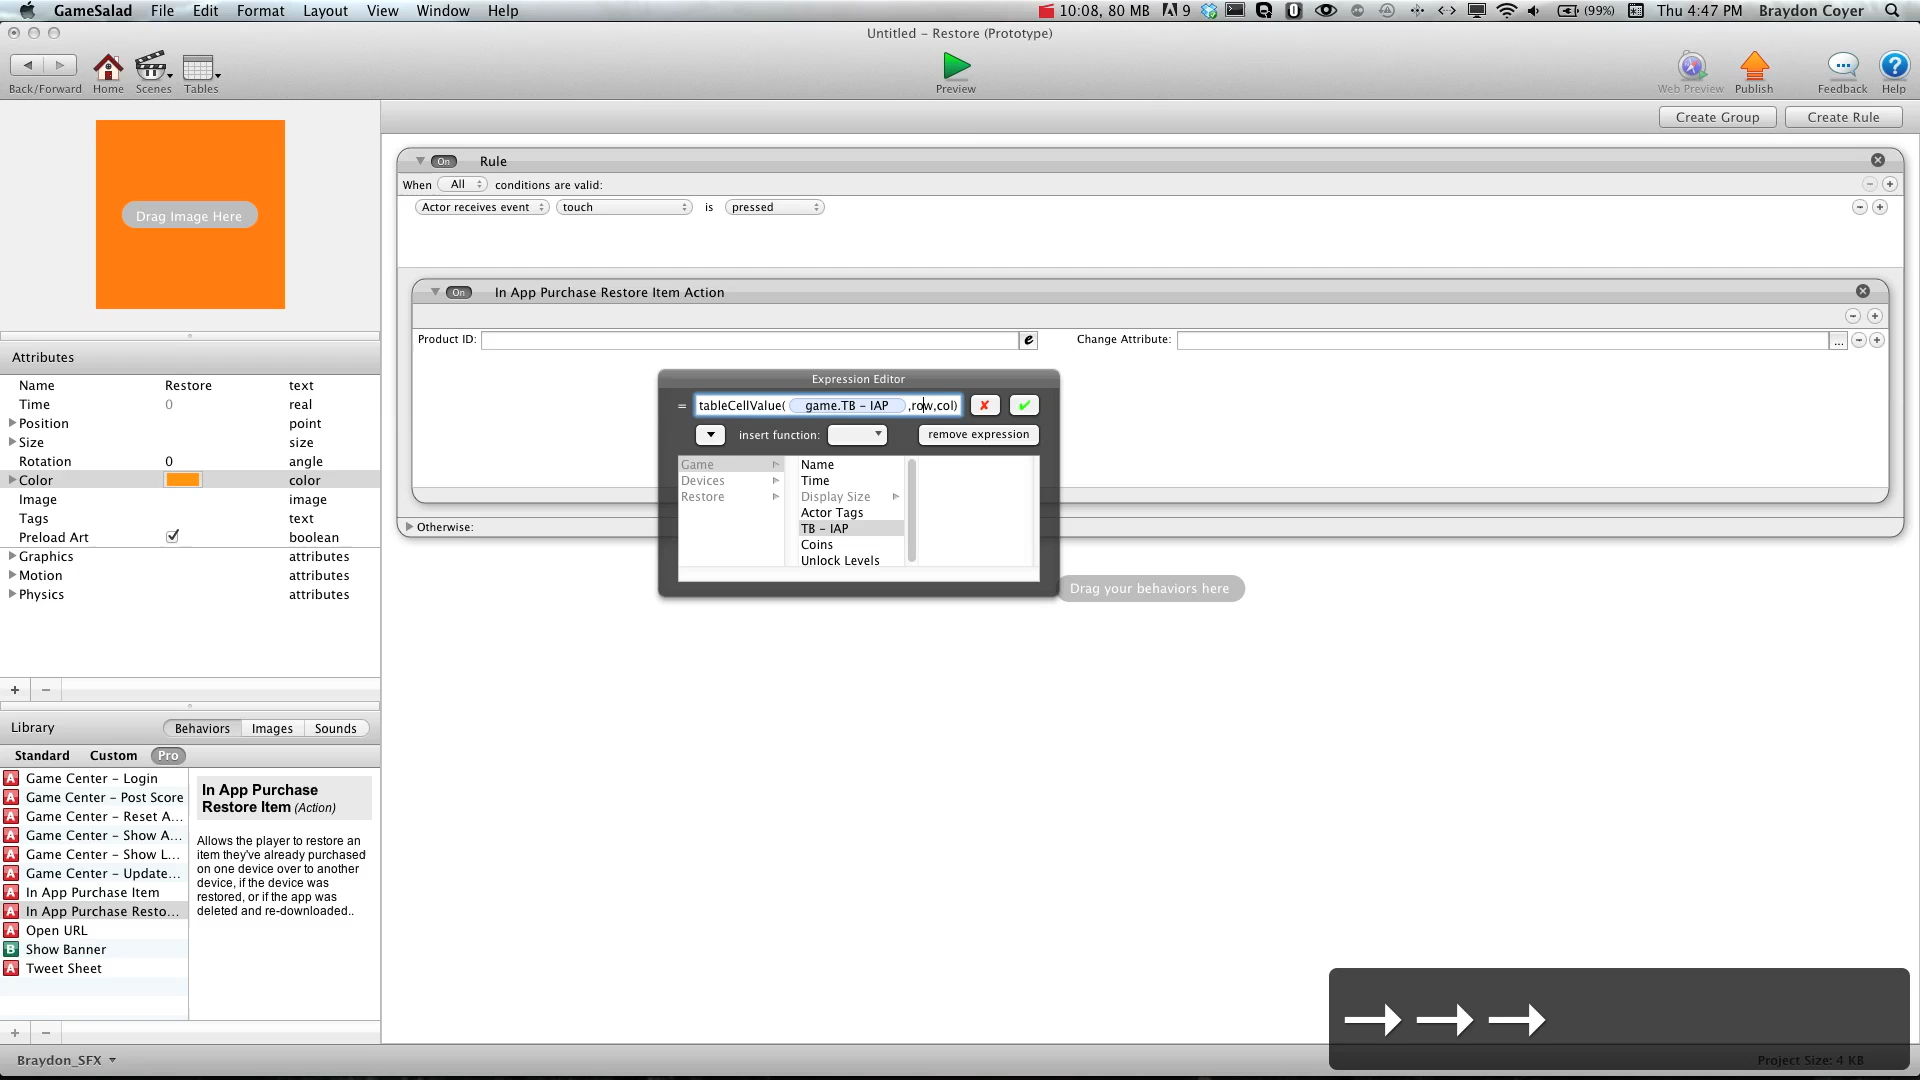 GameSalad File Edit Format Layout View Window Help 10:08, 80 MB 9 (99%) Thu 4:47 PM Braydon Coyer
Untitled – Restore (Prototype)
Back/Forward Home Scenes Tables Preview Web Preview Publish Feedback Help
Create Group Create Rule
Drag Image Here
On Rule
When All conditions are valid:
Actor receives event touch is pressed
On In App Purchase Restore Item Action
Product ID: e Change Attribute: ...
Expression Editor
= tableCellValue( game.TB – IAP ,row,col)
insert function: remove expression
Game Name
Devices Time
Restore Display Size
Actor Tags
TB – IAP
Coins
Unlock Levels
Otherwise:
Drag your behaviors here
Attributes
Name Restore text
Time 0 real
Position point
Size size
Rotation 0 angle
Color color
Image image
Tags text
Preload Art boolean
Graphics attributes
Motion attributes
Physics attributes
+ –
Library Behaviors Images Sounds
Standard Custom Pro
A Game Center – Login
A Game Center – Post Score
A Game Center – Reset A...
A Game Center – Show A...
A Game Center – Show L...
A Game Center – Update...
A In App Purchase Item
A In App Purchase Resto...
A Open URL
B Show Banner
A Tweet Sheet
In App Purchase
Restore Item (Action)
Allows the player to restore an
item they've already purchased
on one device over to another
device, if the device was
restored, or if the app was
deleted and re-downloaded..
+ –
Braydon_SFX
→ → →
Project Size: 4 KB